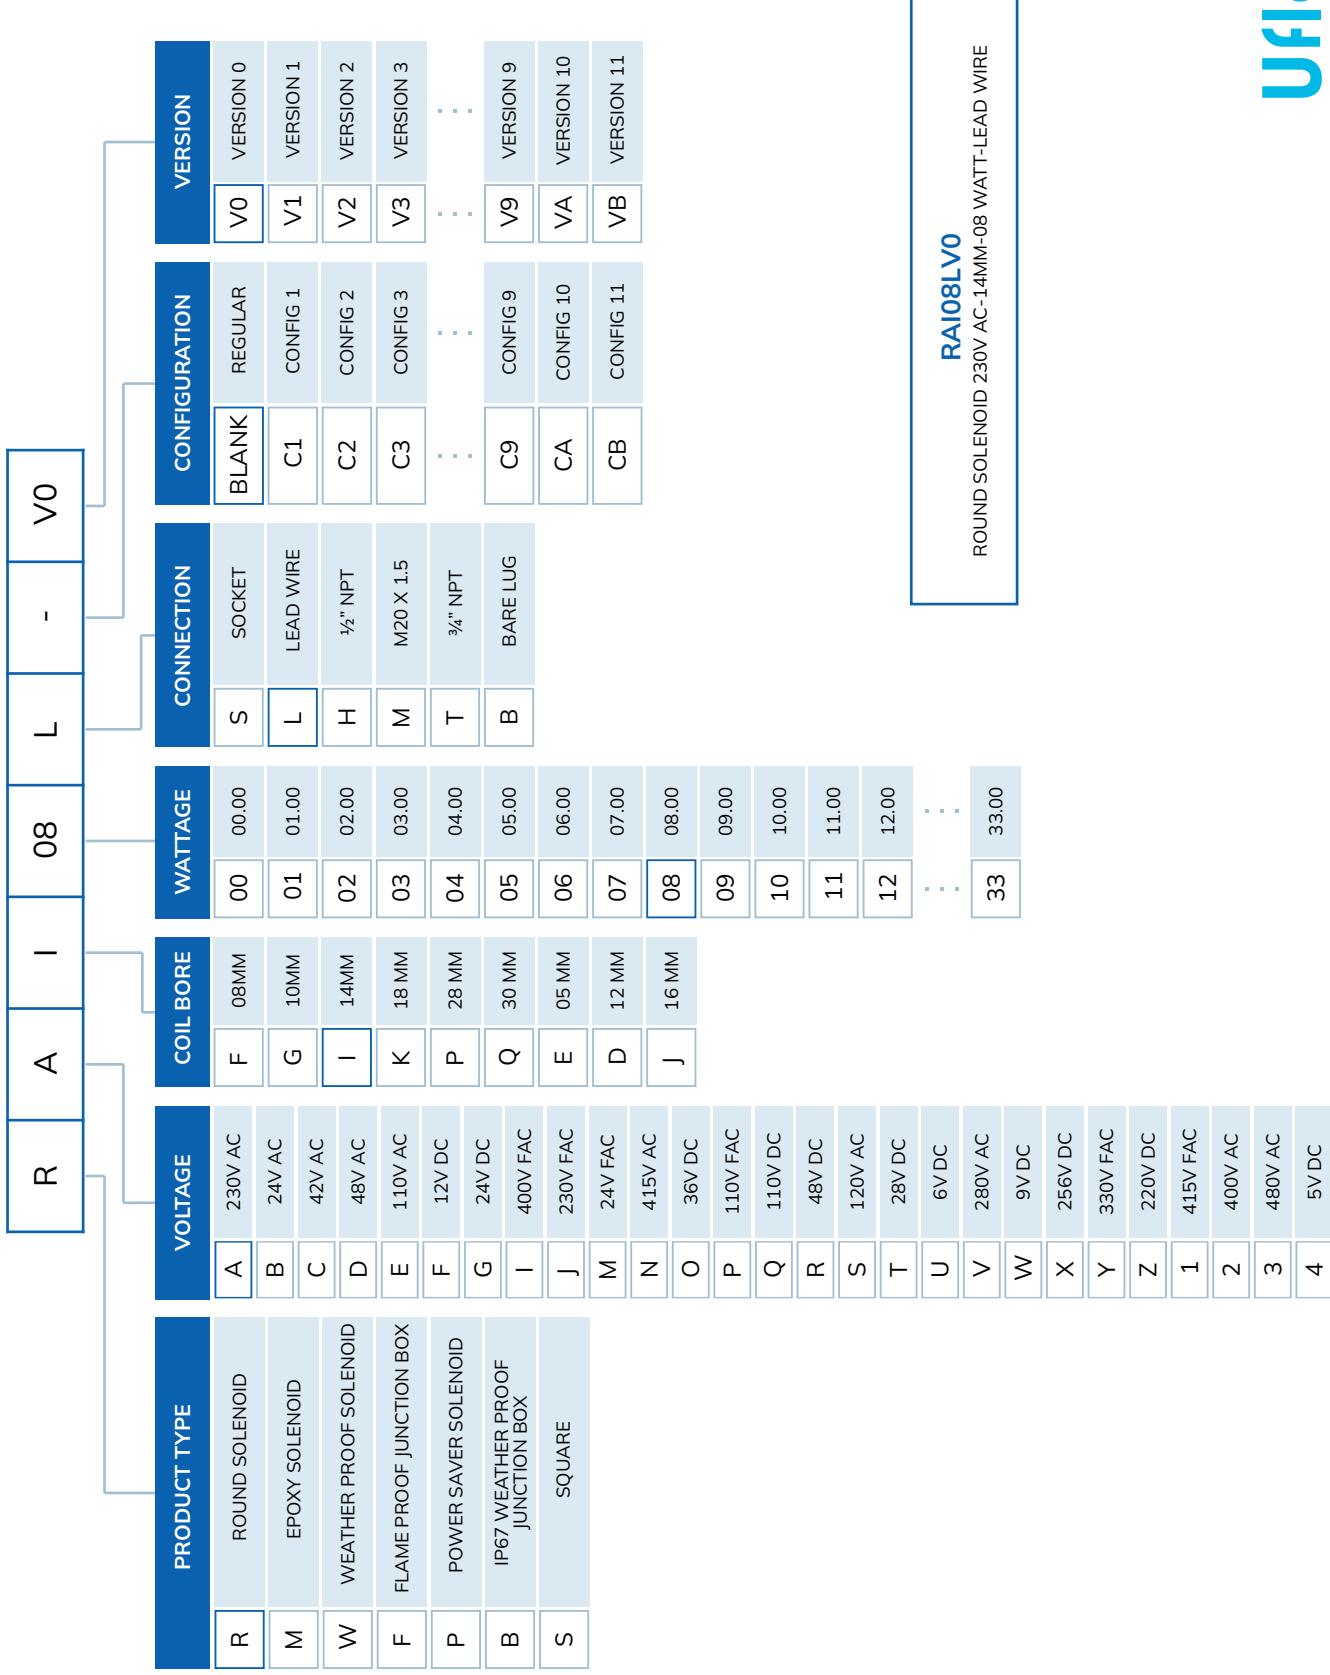 R A I 08 L - V0
PRODUCT TYPE
R ROUND SOLENOID
M EPOXY SOLENOID
W WEATHER PROOF SOLENOID
F FLAME PROOF JUNCTION BOX
P POWER SAVER SOLENOID
B IP67 WEATHER PROOF
JUNCTION BOX
S SQUARE
VOLTAGE
A 230V AC
B 24V AC
C 42V AC
D 48V AC
E 110V AC
F 12V DC
G 24V DC
I 400V FAC
J 230V FAC
M 24V FAC
N 415V AC
O 36V DC
P 110V FAC
Q 110V DC
R 48V DC
S 120V AC
T 28V DC
U 6V DC
V 280V AC
W 9V DC
X 256V DC
Y 330V FAC
Z 220V DC
1 415V FAC
2 400V AC
3 480V AC
4 5V DC
COIL BORE
F 08MM
G 10MM
I 14MM
K 18 MM
P 28 MM
Q 30 MM
E 05 MM
D 12 MM
J 16 MM
WATTAGE
00 00.00
01 01.00
02 02.00
03 03.00
04 04.00
05 05.00
06 06.00
07 07.00
08 08.00
09 09.00
10 10.00
11 11.00
12 12.00
... ...
33 33.00
CONNECTION
S SOCKET
L LEAD WIRE
H ½" NPT
M M20 X 1.5
T ¾" NPT
B BARE LUG
CONFIGURATION
BLANK REGULAR
C1 CONFIG 1
C2 CONFIG 2
C3 CONFIG 3
... ...
C9 CONFIG 9
CA CONFIG 10
CB CONFIG 11
VERSION
V0 VERSION 0
V1 VERSION 1
V2 VERSION 2
V3 VERSION 3
... ...
V9 VERSION 9
VA VERSION 10
VB VERSION 11
RAI08LV0
ROUND SOLENOID 230V AC-14MM-08 WATT-LEAD WIRE